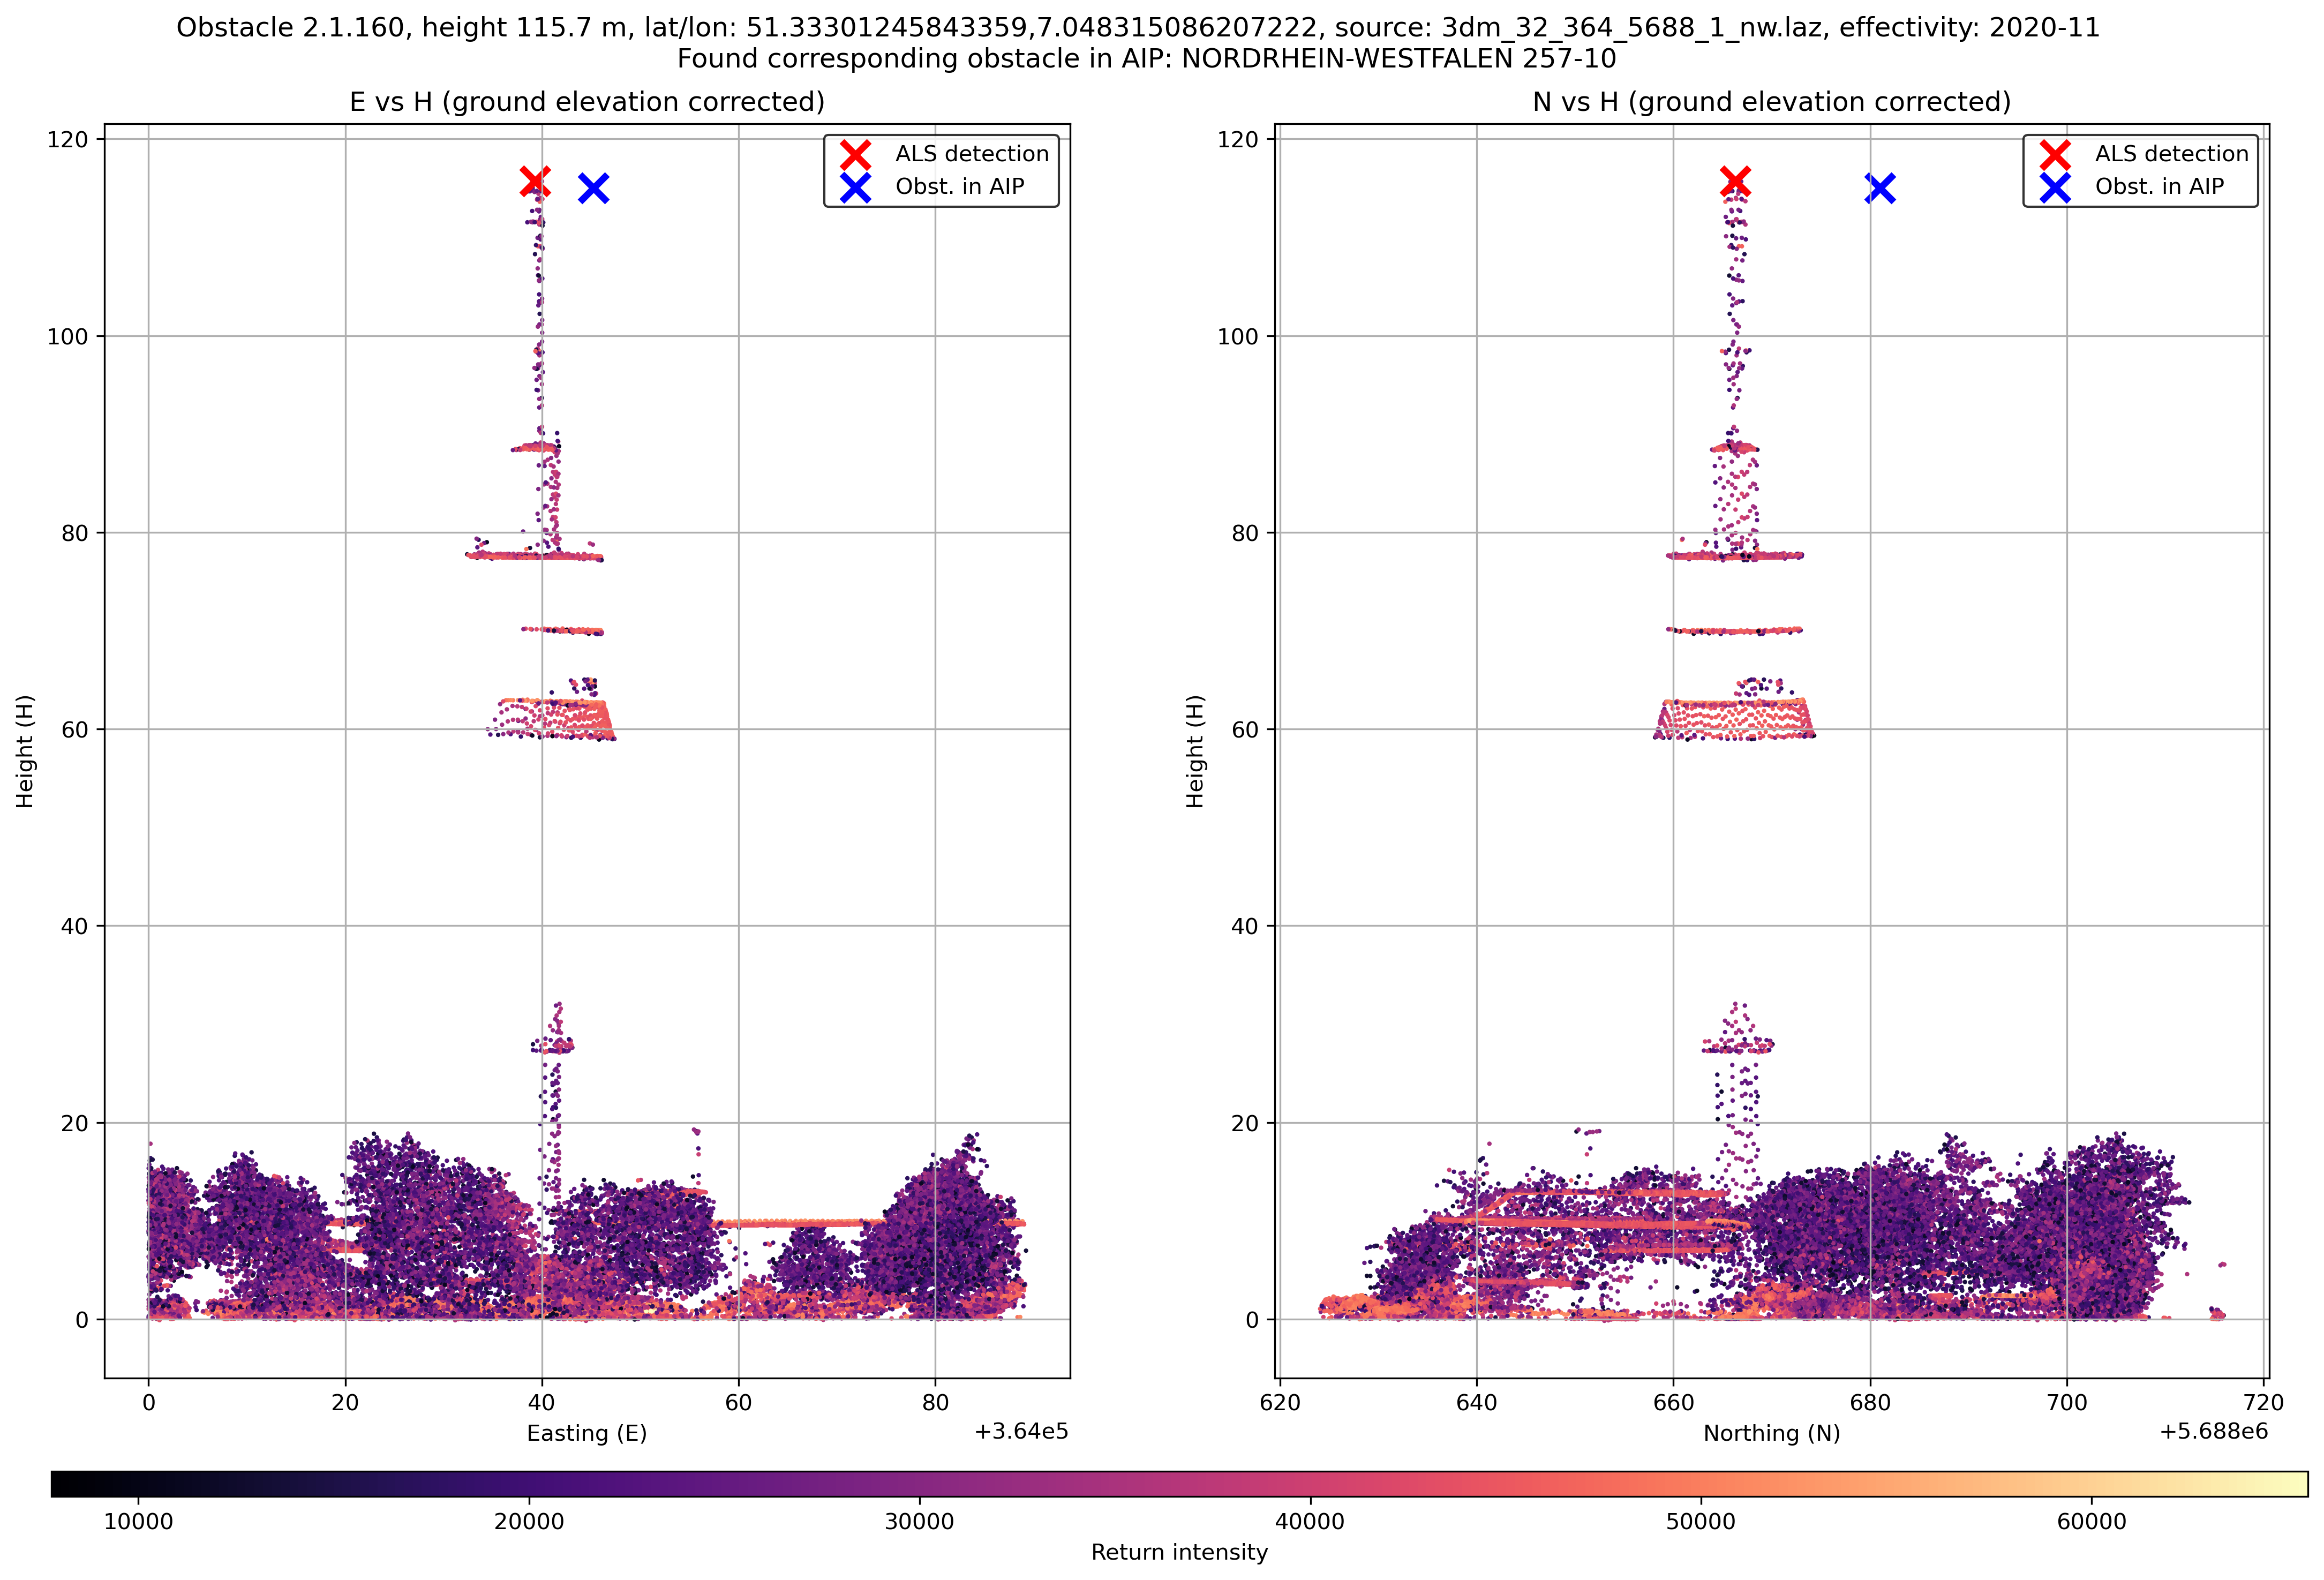 Obstacle 2.1.160, height 115.7 m, lat/lon: 51.33301245843359,7.048315086207222, source: 3dm_32_364_5688_1_nw.laz, effectivity: 2020-11
Found corresponding obstacle in AIP: NORDRHEIN-WESTFALEN 257-10
E vs H (ground elevation corrected)
ALS detection
Obst. in AIP
120
100
80
60
40
20
0
Height (H)
0 20 40 60 80
Easting (E)
+3.64e5
N vs H (ground elevation corrected)
ALS detection
Obst. in AIP
120
100
80
60
40
20
0
Height (H)
620 640 660 680 700 720
Northing (N)
+5.688e6
10000 20000 30000 40000 50000 60000
Return intensity